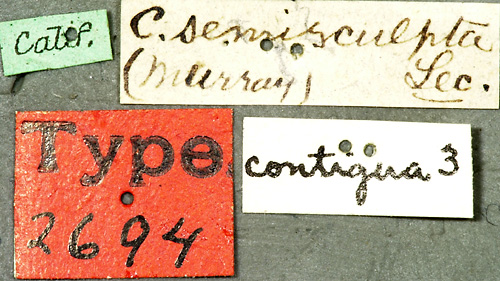 Calif.
C. semisculpta
(Murray) Lec.
Type
2694
contigua 3